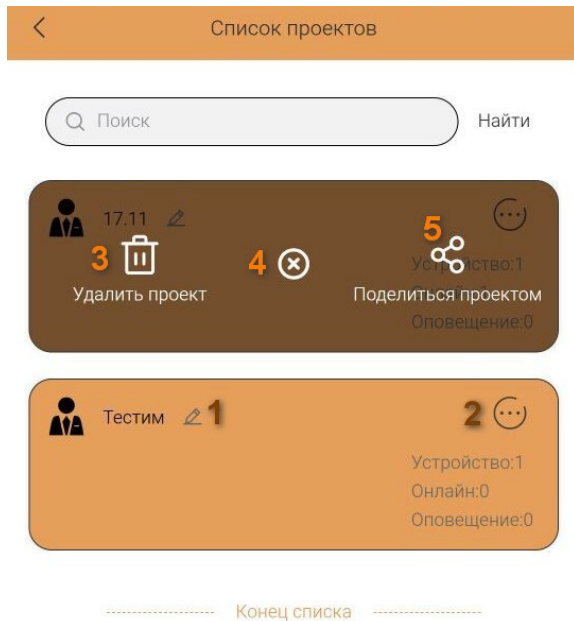 Список проектов
Поиск
Найти
17.11
5
3
4
Устройство:1
Удалить проект
Поделиться проектом
Оповещение:0
Тестим 1
2
Устройство:1
Онлайн:0
Оповещение:0
Конец списка